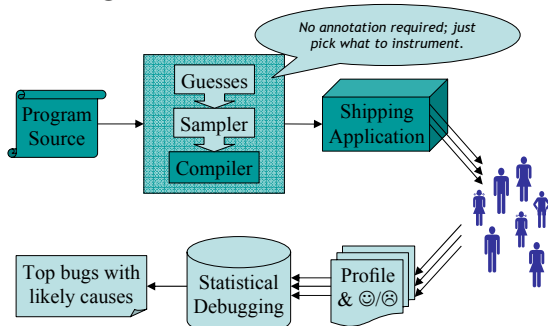 No annotation required; just
pick what to instrument.
Program
Source
Guesses
Sampler
Compiler
Shipping
Application
Top bugs with
likely causes
Statistical
Debugging
Profile
& ☺/☹